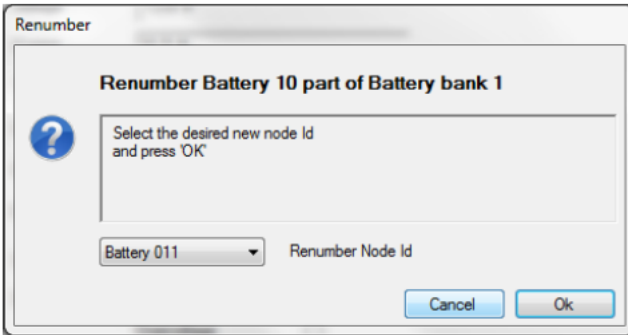 Renumber
Renumber Battery 10 part of Battery bank 1
Select the desired new node Id
and press 'OK'
Battery 011
Renumber Node Id
Cancel
Ok